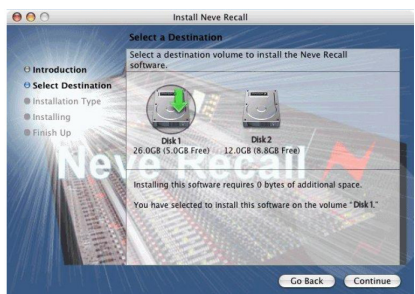 Install Neve Recall
Select a Destination
Select a destination volume to install the Neve Recall
software.
Introduction
Select Destination
Installation Type
Installing
Finish Up
Disk 1
26.0GB (5.0GB Free)
Disk 2
12.0GB (8.8GB Free)
Neve Recall
Installing this software requires 0 bytes of additional space.
You have selected to install this software on the volume "Disk 1."
Go Back
Continue